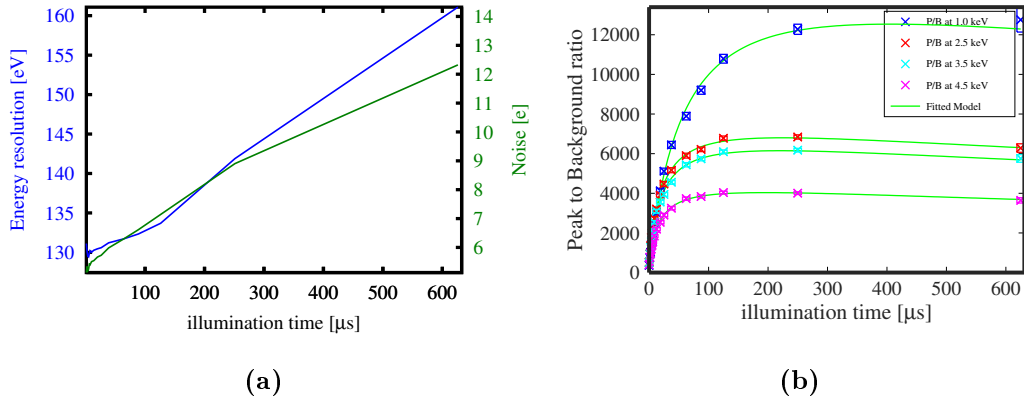 160
155
150
145
140
135
130
Energy resolution [eV]
14
13
12
11
10
9
8
7
6
Noise [e]
100 200 300 400 500 600
illumination time [µs]
(a)
12000
10000
8000
6000
4000
2000
0
Peak to Background ratio
P/B at 1.0 keV
P/B at 2.5 keV
P/B at 3.5 keV
P/B at 4.5 keV
Fitted Model
0 100 200 300 400 500 600
illumination time [µs]
(b)